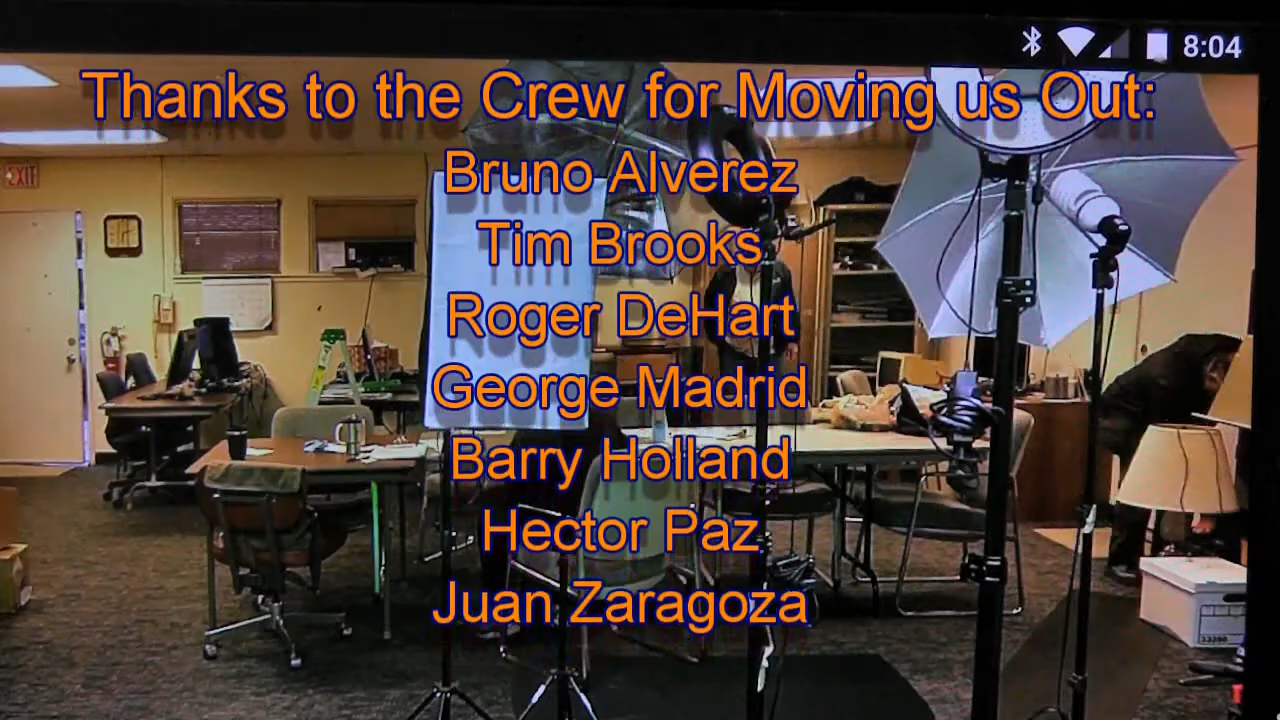 8:04
Thanks to the Crew for Moving us Out:
EXIT
Bruno Alverez
Tim Brooks
Roger DeHart
George Madrid
Barry Holland
Hector Paz
Juan Zaragoza